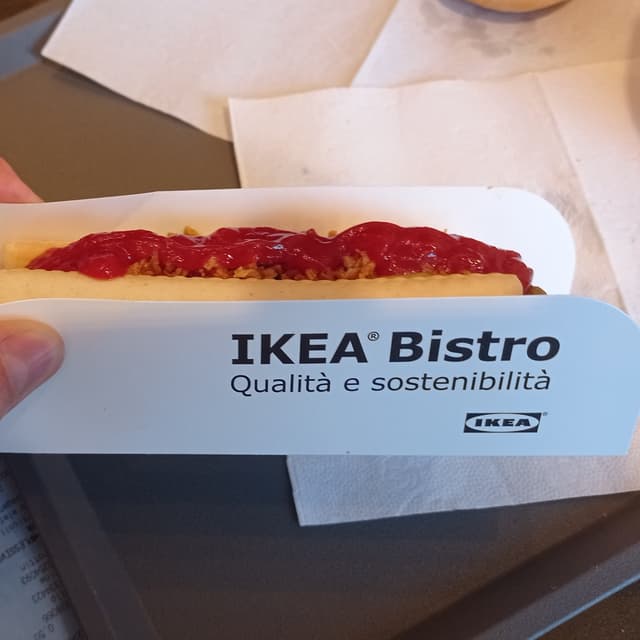 IKEA® Bistro
Qualità e sostenibilità
IKEA®